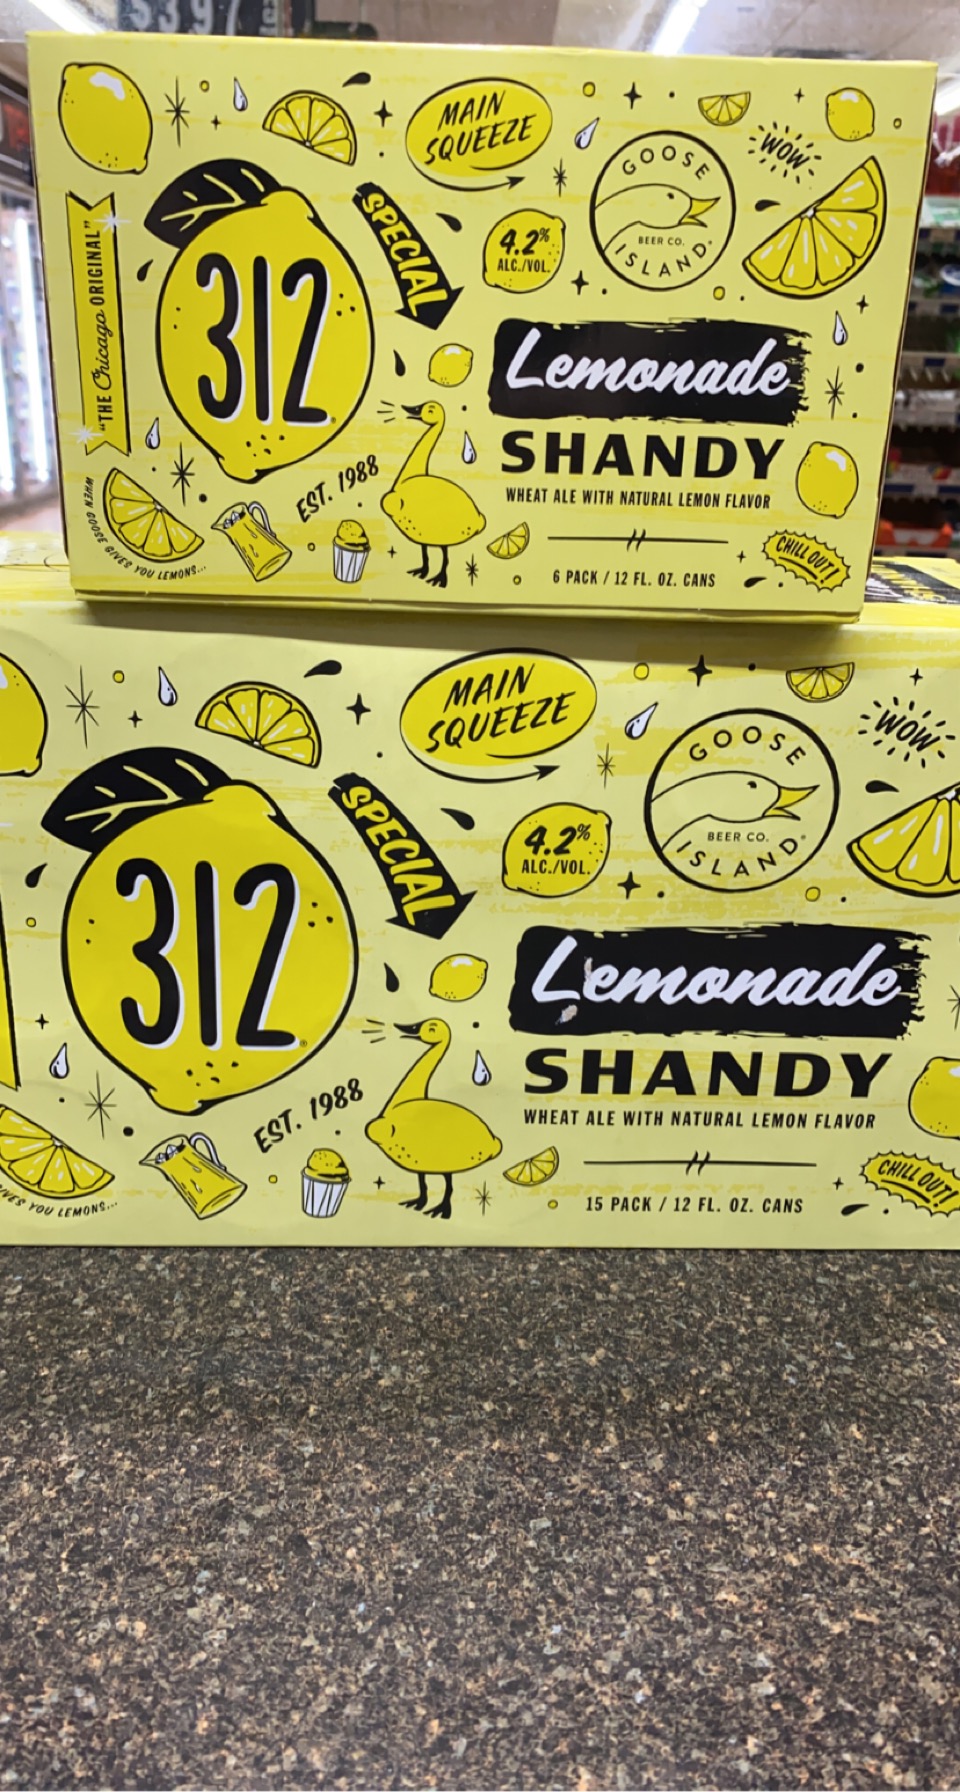 MAIN
SQUEEZE
WOW
GOOSE
BEER CO.
ISLAND®
SPECIAL
4.2%
ALC./VOL.
"THE Chicago ORIGINAL"
312®
Lemonade
SHANDY
WHEAT ALE WITH NATURAL LEMON FLAVOR
EST. 1988
WHEN GOOSE GIVES YOU LEMONS...
CHILL OUT!
6 PACK / 12 FL. OZ. CANS
MAIN
SQUEEZE
WOW
GOOSE
BEER CO.
ISLAND®
SPECIAL
4.2%
ALC./VOL.
312®
Lemonade
SHANDY
WHEAT ALE WITH NATURAL LEMON FLAVOR
EST. 1988
YOU LEMONS...
CHILL OUT!
15 PACK / 12 FL. OZ. CANS